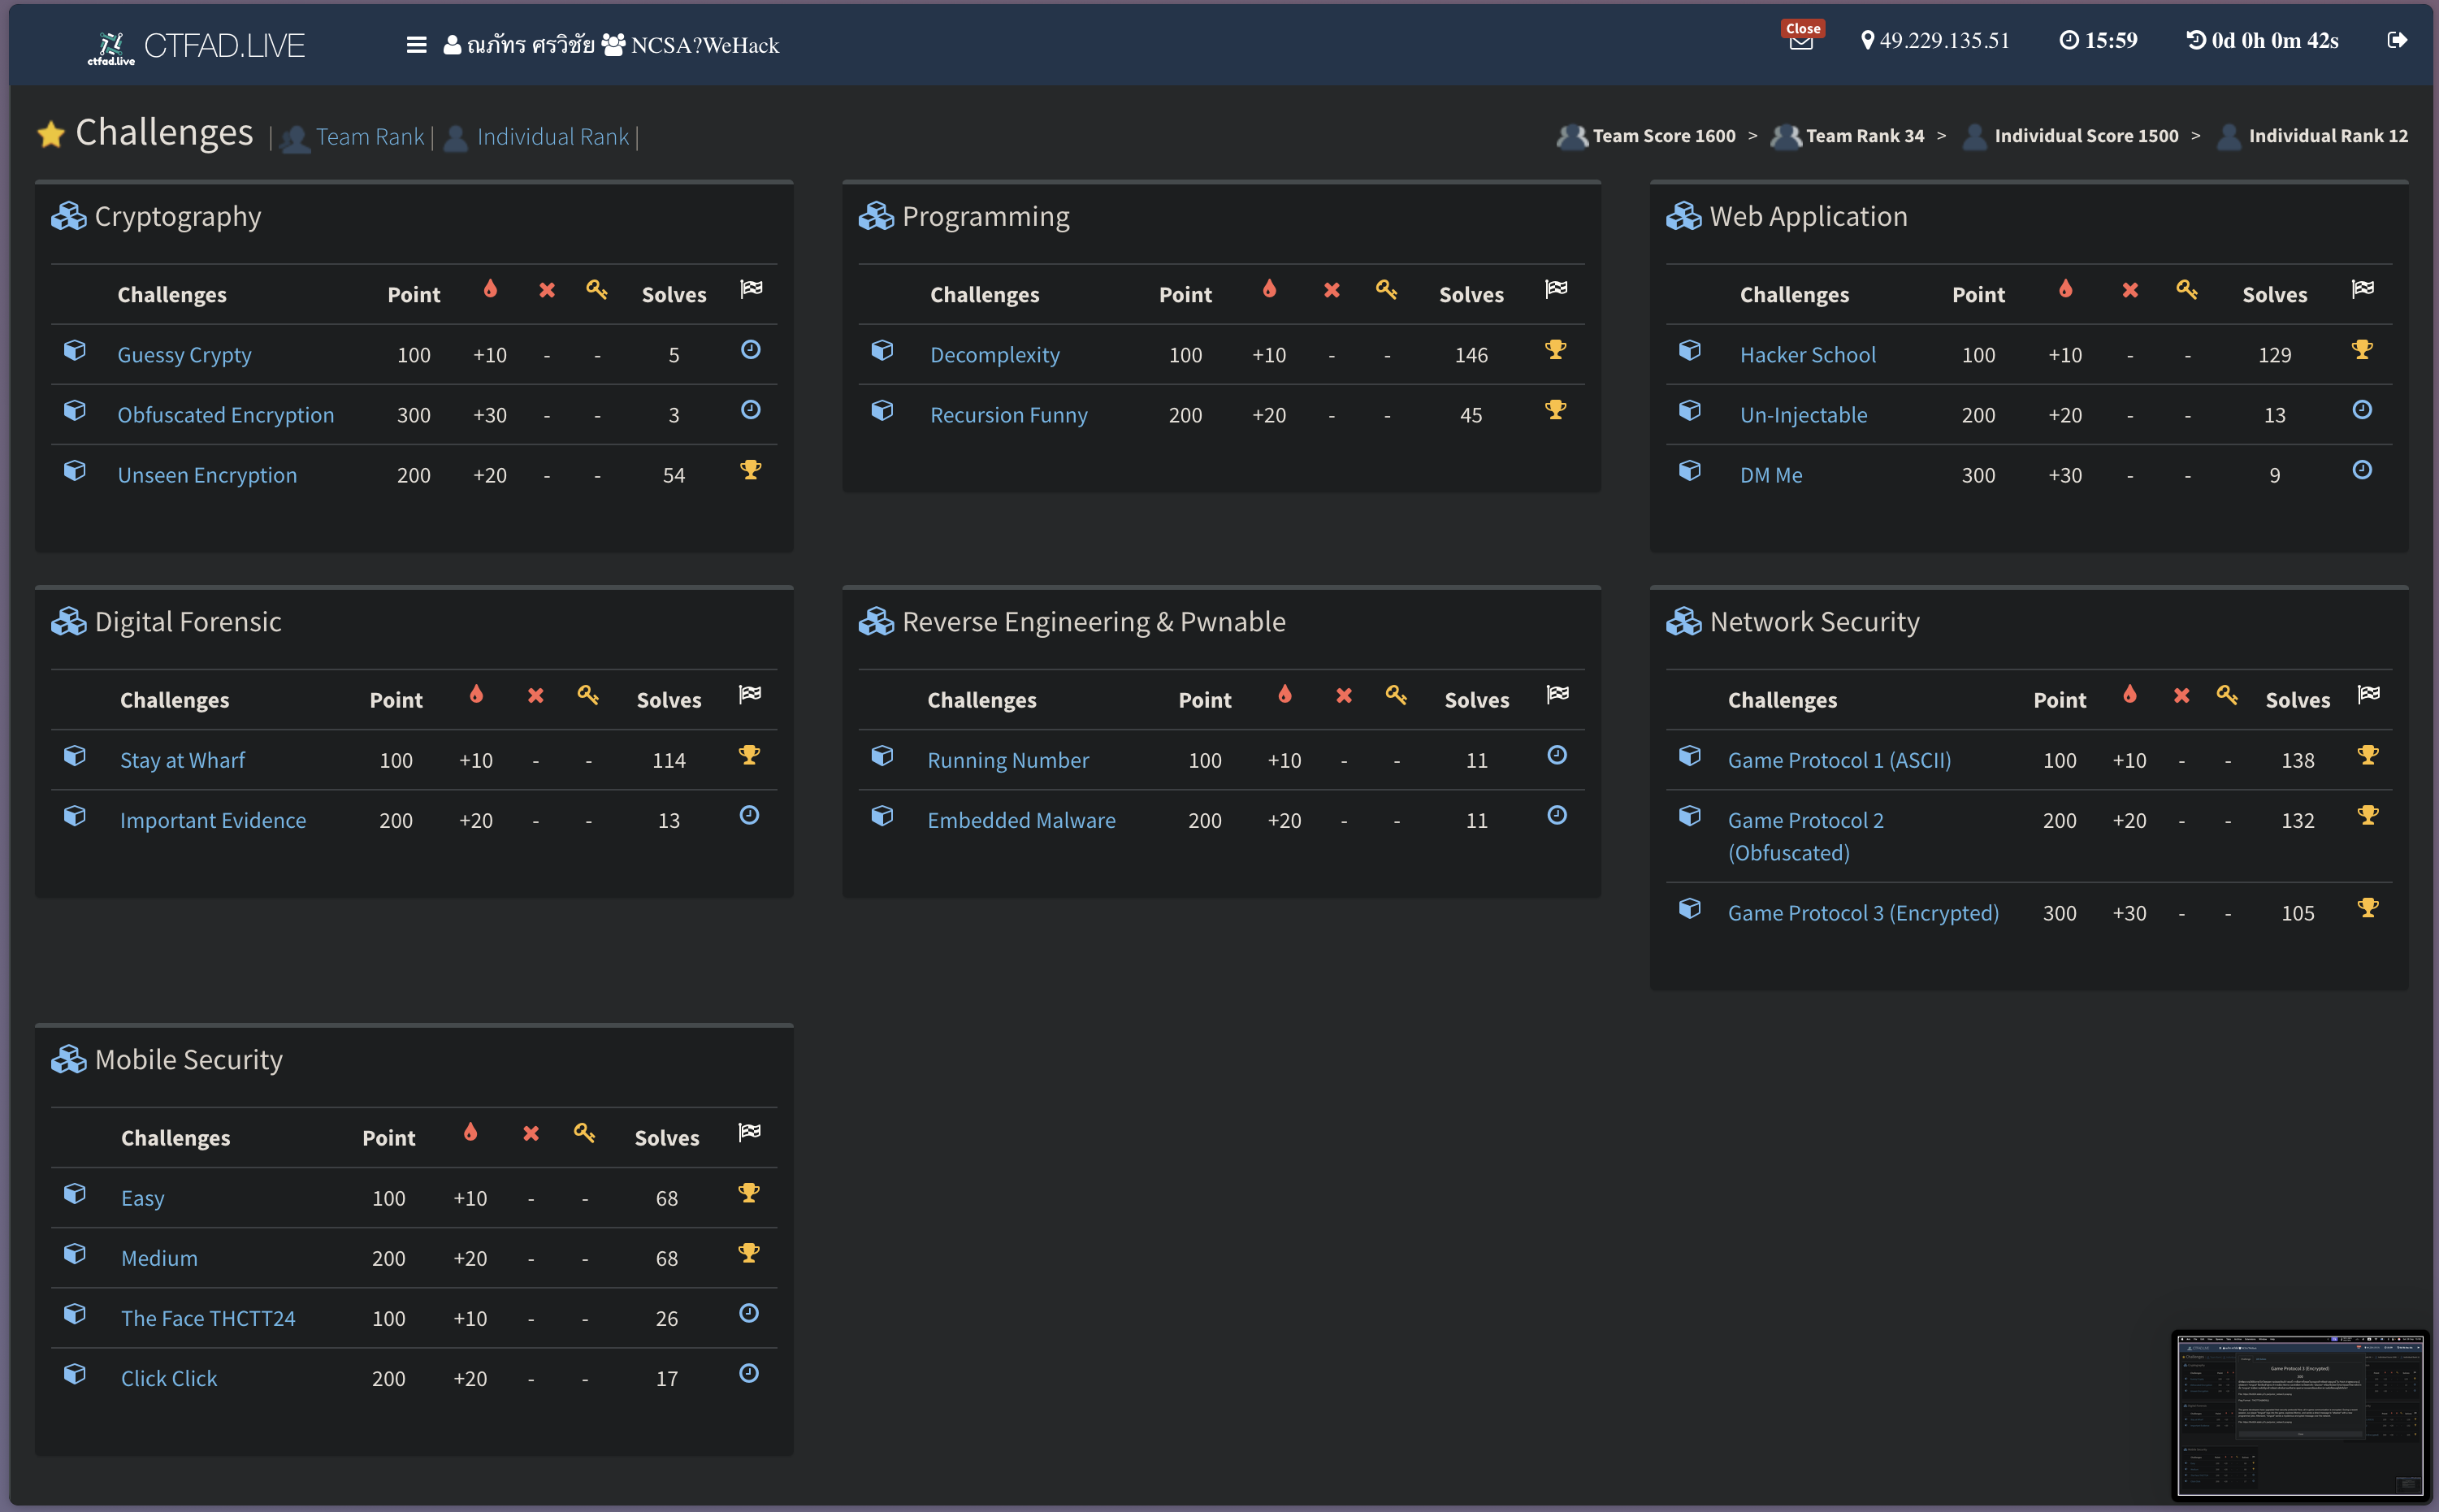 ctfad.live CTFAD.LIVE ณภัทร ศรวิชัย NCSA?WeHack Close 49.229.135.51 15:59 0d 0h 0m 42s
Challenges | Team Rank | Individual Rank | Team Score 1600 > Team Rank 34 > Individual Score 1500 > Individual Rank 12
Cryptography
Challenges Point Solves
Guessy Crypty 100 +10 - - 5
Obfuscated Encryption 300 +30 - - 3
Unseen Encryption 200 +20 - - 54
Programming
Challenges Point Solves
Decomplexity 100 +10 - - 146
Recursion Funny 200 +20 - - 45
Web Application
Challenges Point Solves
Hacker School 100 +10 - - 129
Un-Injectable 200 +20 - - 13
DM Me 300 +30 - - 9
Digital Forensic
Challenges Point Solves
Stay at Wharf 100 +10 - - 114
Important Evidence 200 +20 - - 13
Reverse Engineering & Pwnable
Challenges Point Solves
Running Number 100 +10 - - 11
Embedded Malware 200 +20 - - 11
Network Security
Challenges Point Solves
Game Protocol 1 (ASCII) 100 +10 - - 138
Game Protocol 2 200 +20 - - 132
(Obfuscated)
Game Protocol 3 (Encrypted) 300 +30 - - 105
Mobile Security
Challenges Point Solves
Easy 100 +10 - - 68
Medium 200 +20 - - 68
The Face THCTT24 100 +10 - - 26
Click Click 200 +20 - - 17
Game Protocol 3 (Encrypted)